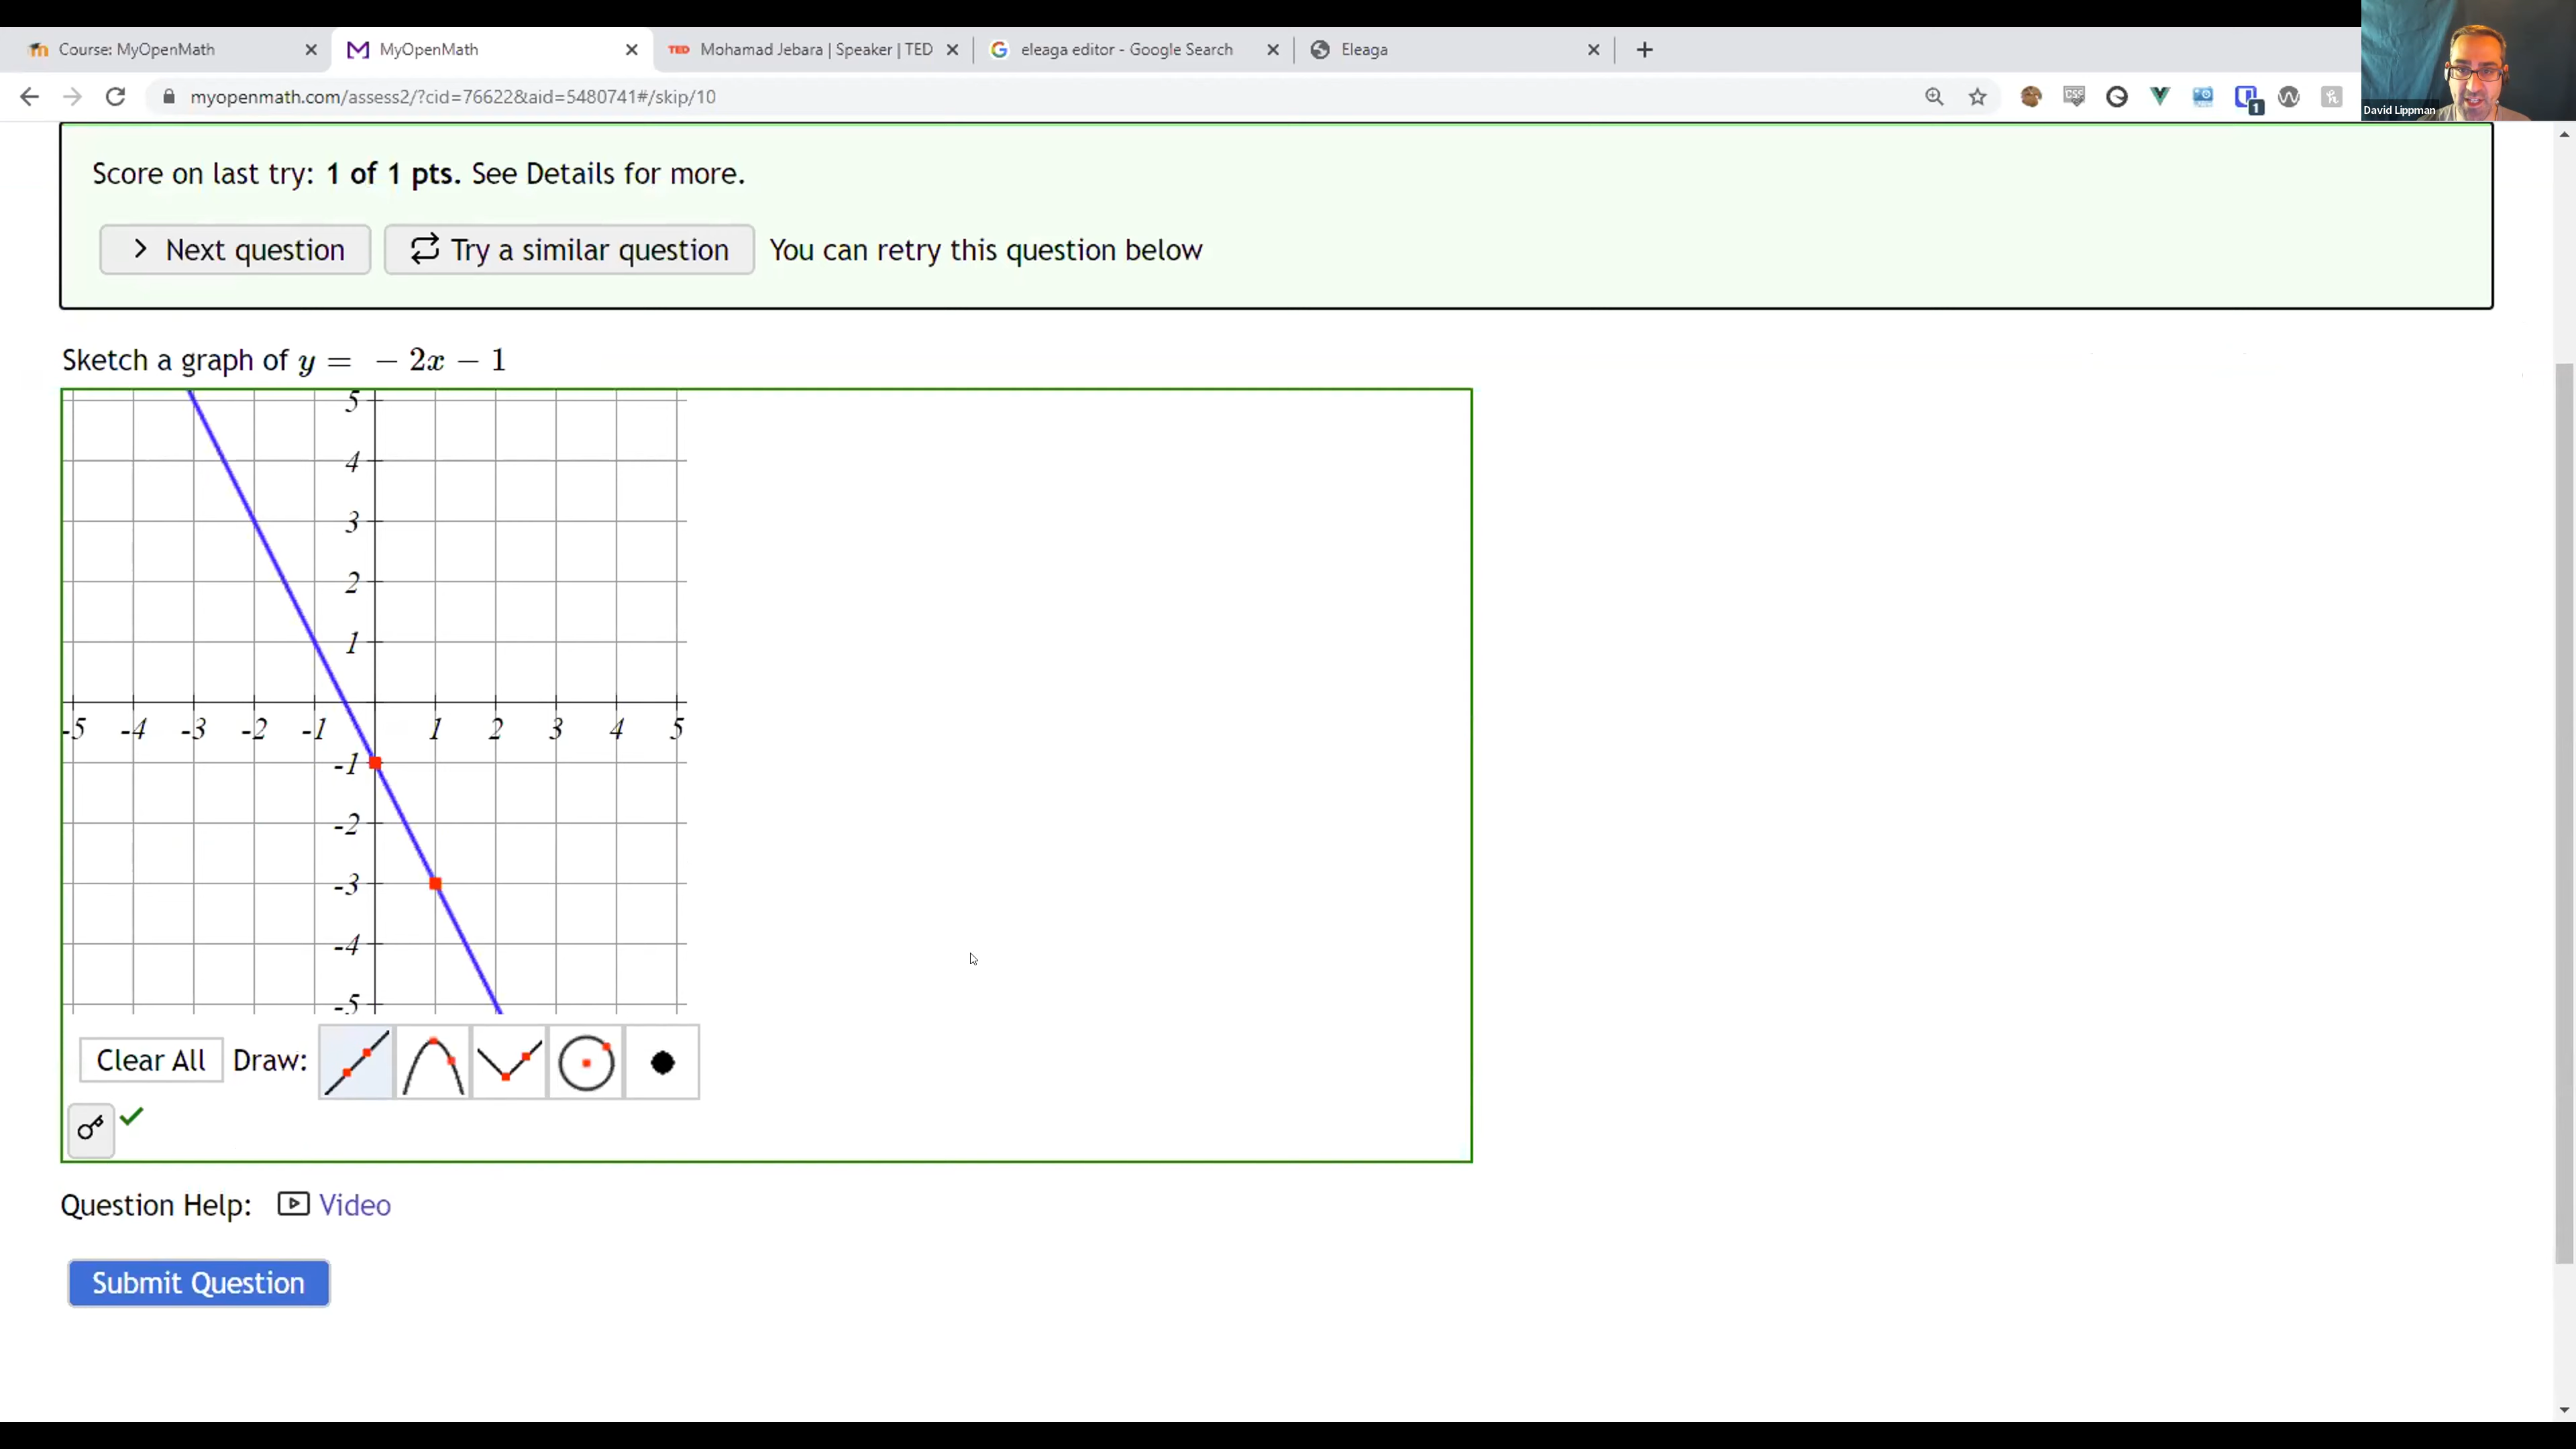 Course: MyOpenMath
MyOpenMath
TED Mohamad Jebara | Speaker | TED
eleaga editor - Google Search
Eleaga
myopenmath.com/assess2/?cid=76622&aid=5480741#/skip/10
CSC
1
David Lippman
Score on last try: 1 of 1 pts. See Details for more.
Next question
Try a similar question
You can retry this question below
Sketch a graph of y = − 2x − 1
5
4
3
2
1
-5 -4 -3 -2 -1 1 2 3 4 5
-1
-2
-3
-4
-5
Clear All Draw:
Question Help: Video
Submit Question